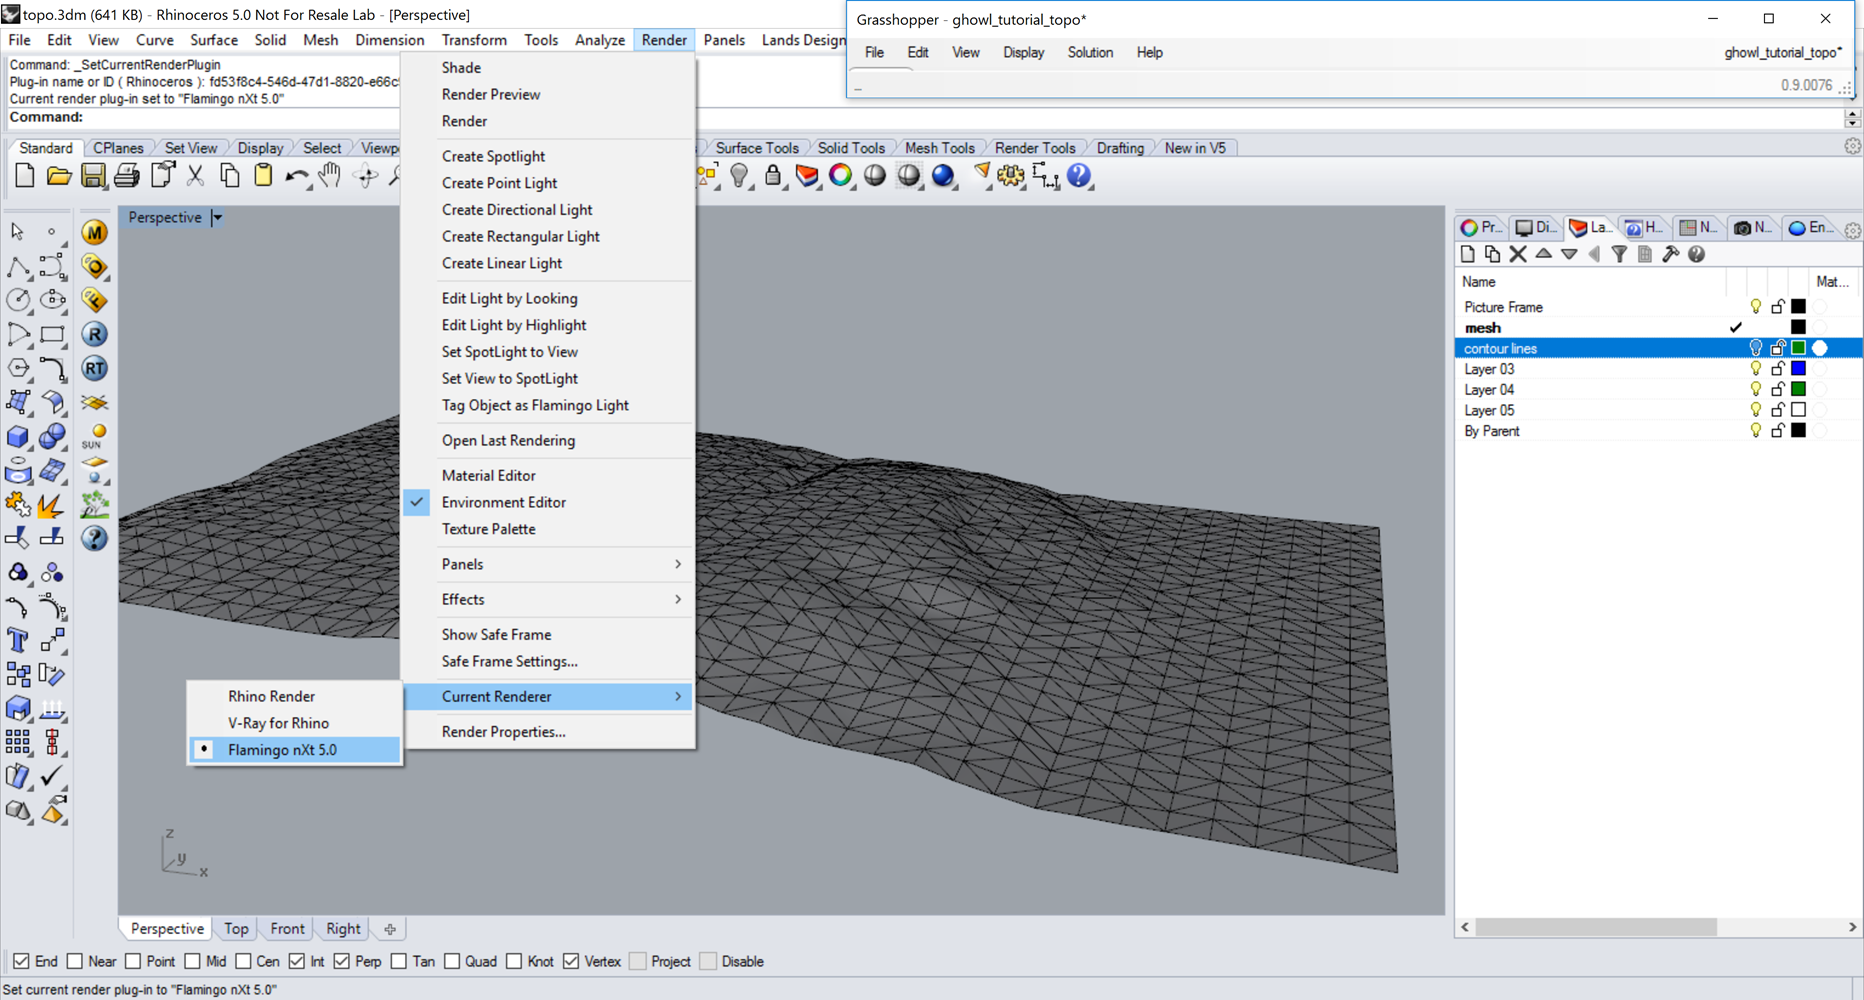 topo.3dm (641 KB) - Rhinoceros 5.0 Not For Resale Lab - [Perspective]
File Edit View Curve Surface Solid Mesh Dimension Transform Tools Analyze Render Panels Lands Design
Grasshopper - ghowl_tutorial_topo*
File Edit View Display Solution Help ghowl_tutorial_topo*
0.9.0076
Command: _SetCurrentRenderPlugin
Plug-in name or ID ( Rhinoceros ): fd53f8c4-546d-47d1-8820-e66c
Current render plug-in set to "Flamingo nXt 5.0"
Command:
Standard CPlanes Set View Display Select Viewp Surface Tools Solid Tools Mesh Tools Render Tools Drafting New in V5
Shade
Render Preview
Render
Create Spotlight
Create Point Light
Create Directional Light
Create Rectangular Light
Create Linear Light
Edit Light by Looking
Edit Light by Highlight
Set SpotLight to View
Set View to SpotLight
Tag Object as Flamingo Light
Open Last Rendering
Material Editor
Environment Editor
Texture Palette
Panels
Effects
Show Safe Frame
Safe Frame Settings...
Current Renderer
Render Properties...
Rhino Render
V-Ray for Rhino
Flamingo nXt 5.0
Perspective
M
R
RT
SUN
z
y
x
Pr... Di... La... H... N... N... En...
Name Mat...
Picture Frame
mesh
contour lines
Layer 03
Layer 04
Layer 05
By Parent
Perspective Top Front Right
End Near Point Mid Cen Int Perp Tan Quad Knot Vertex Project Disable
Set current render plug-in to "Flamingo nXt 5.0"